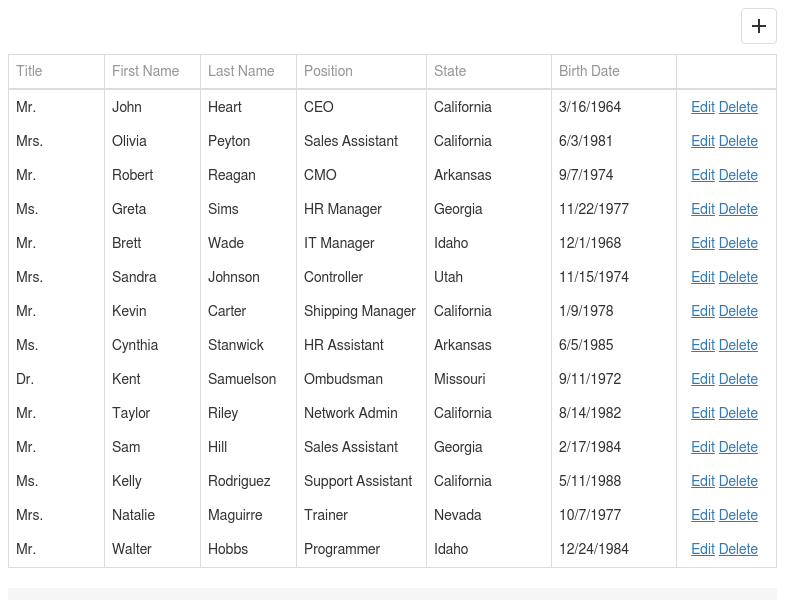 Title First Name Last Name Position State Birth Date
Mr. John Heart CEO California 3/16/1964 Edit Delete
Mrs. Olivia Peyton Sales Assistant California 6/3/1981 Edit Delete
Mr. Robert Reagan CMO Arkansas 9/7/1974 Edit Delete
Ms. Greta Sims HR Manager Georgia 11/22/1977 Edit Delete
Mr. Brett Wade IT Manager Idaho 12/1/1968 Edit Delete
Mrs. Sandra Johnson Controller Utah 11/15/1974 Edit Delete
Mr. Kevin Carter Shipping Manager California 1/9/1978 Edit Delete
Ms. Cynthia Stanwick HR Assistant Arkansas 6/5/1985 Edit Delete
Dr. Kent Samuelson Ombudsman Missouri 9/11/1972 Edit Delete
Mr. Taylor Riley Network Admin California 8/14/1982 Edit Delete
Mr. Sam Hill Sales Assistant Georgia 2/17/1984 Edit Delete
Ms. Kelly Rodriguez Support Assistant California 5/11/1988 Edit Delete
Mrs. Natalie Maguirre Trainer Nevada 10/7/1977 Edit Delete
Mr. Walter Hobbs Programmer Idaho 12/24/1984 Edit Delete